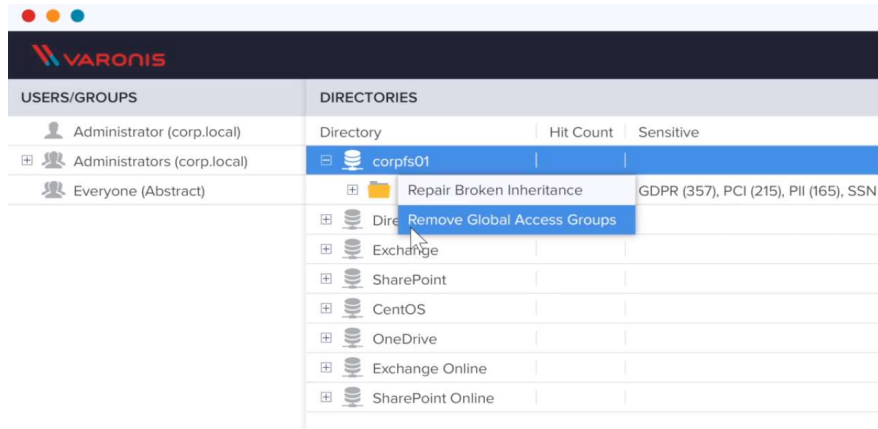 VARONIS
USERS/GROUPS
Administrator (corp.local)
Administrators (corp.local)
Everyone (Abstract)
DIRECTORIES
Directory Hit Count Sensitive
corpfs01
Repair Broken Inheritance
GDPR (357), PCI (215), PII (165), SSN
Remove Global Access Groups
Dire
Exchange
SharePoint
CentOS
OneDrive
Exchange Online
SharePoint Online